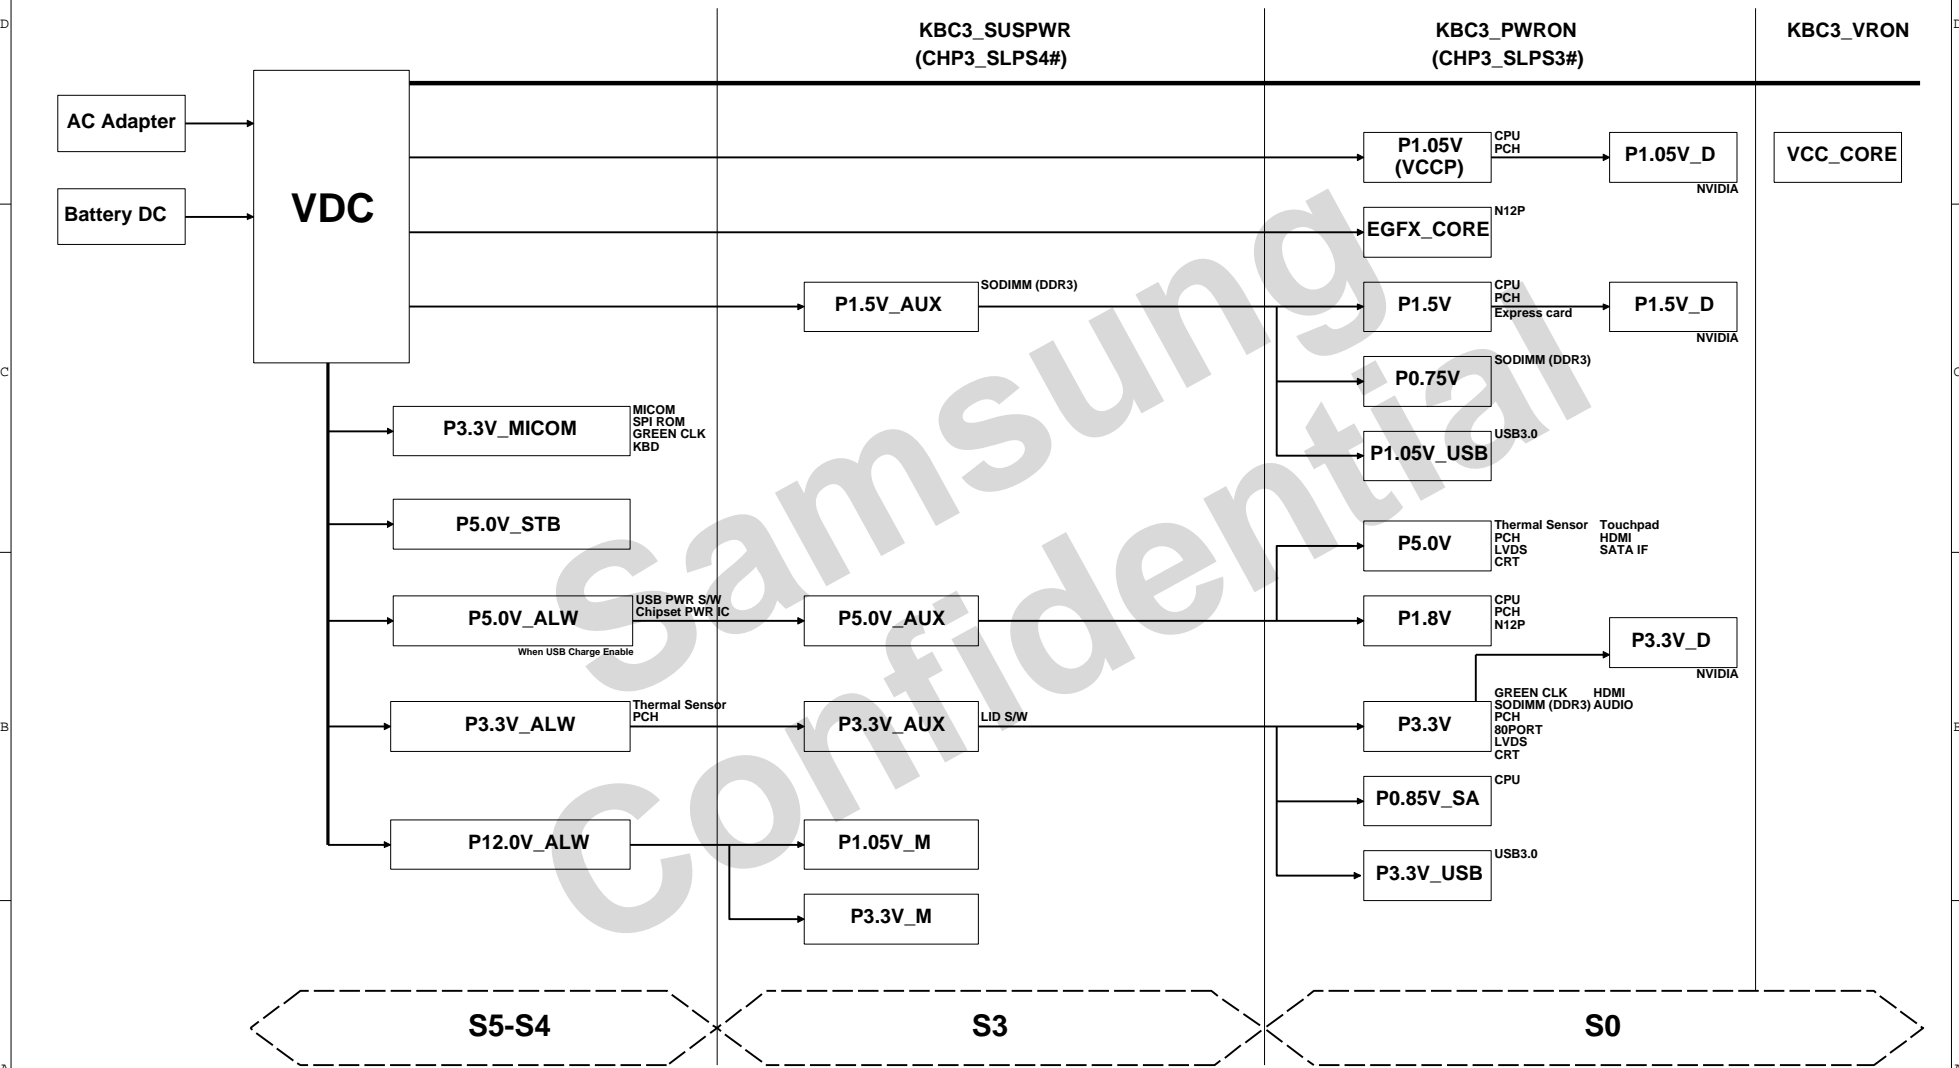 D
D
KBC3_SUSPWR
(CHP3_SLPS4#)
KBC3_PWRON
(CHP3_SLPS3#)
KBC3_VRON
AC Adapter
Battery DC
VDC
P1.05V
(VCCP)
CPU
PCH
P1.05V_D
NVIDIA
VCC_CORE
EGFX_CORE
N12P
P1.5V_AUX
SODIMM (DDR3)
P1.5V
CPU
PCH
Express card
P1.5V_D
NVIDIA
C
C
P0.75V
SODIMM (DDR3)
P3.3V_MICOM
MICOM
SPI ROM
GREEN CLK
KBD
P1.05V_USB
USB3.0
P5.0V_STB
P5.0V
Thermal Sensor Touchpad
PCH HDMI
LVDS SATA IF
CRT
P5.0V_ALW
USB PWR S/W
Chipset PWR IC
When USB Charge Enable
P5.0V_AUX
P1.8V
CPU
PCH
N12P
P3.3V_D
NVIDIA
B
B
P3.3V_ALW
Thermal Sensor
PCH
P3.3V_AUX
LID S/W
P3.3V
GREEN CLK HDMI
SODIMM (DDR3) AUDIO
PCH
80PORT
LVDS
CRT
P0.85V_SA
CPU
P12.0V_ALW
P1.05V_M
P3.3V_USB
USB3.0
P3.3V_M
S5-S4
S3
S0
A
A
Samsung
Confidential